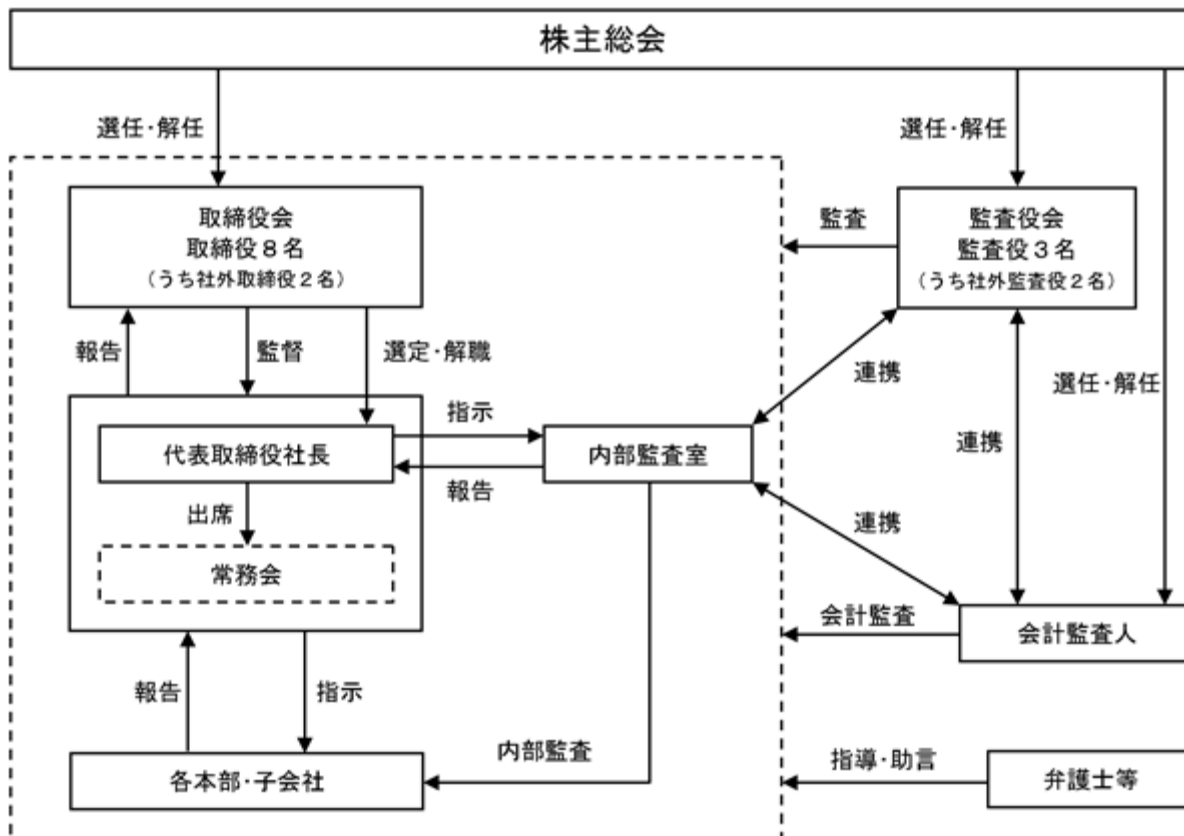 株主総会
選任・解任
選任・解任
取締役会
取締役8名
(うち社外取締役2名)
監査
監査役会
監査役3名
(うち社外監査役2名)
報告
監督
選定・解職
連携
選任・解任
指示
代表取締役社長
内部監査室
連携
報告
出席
連携
常務会
会計監査
会計監査人
報告
指示
内部監査
指導・助言
各本部・子会社
弁護士等